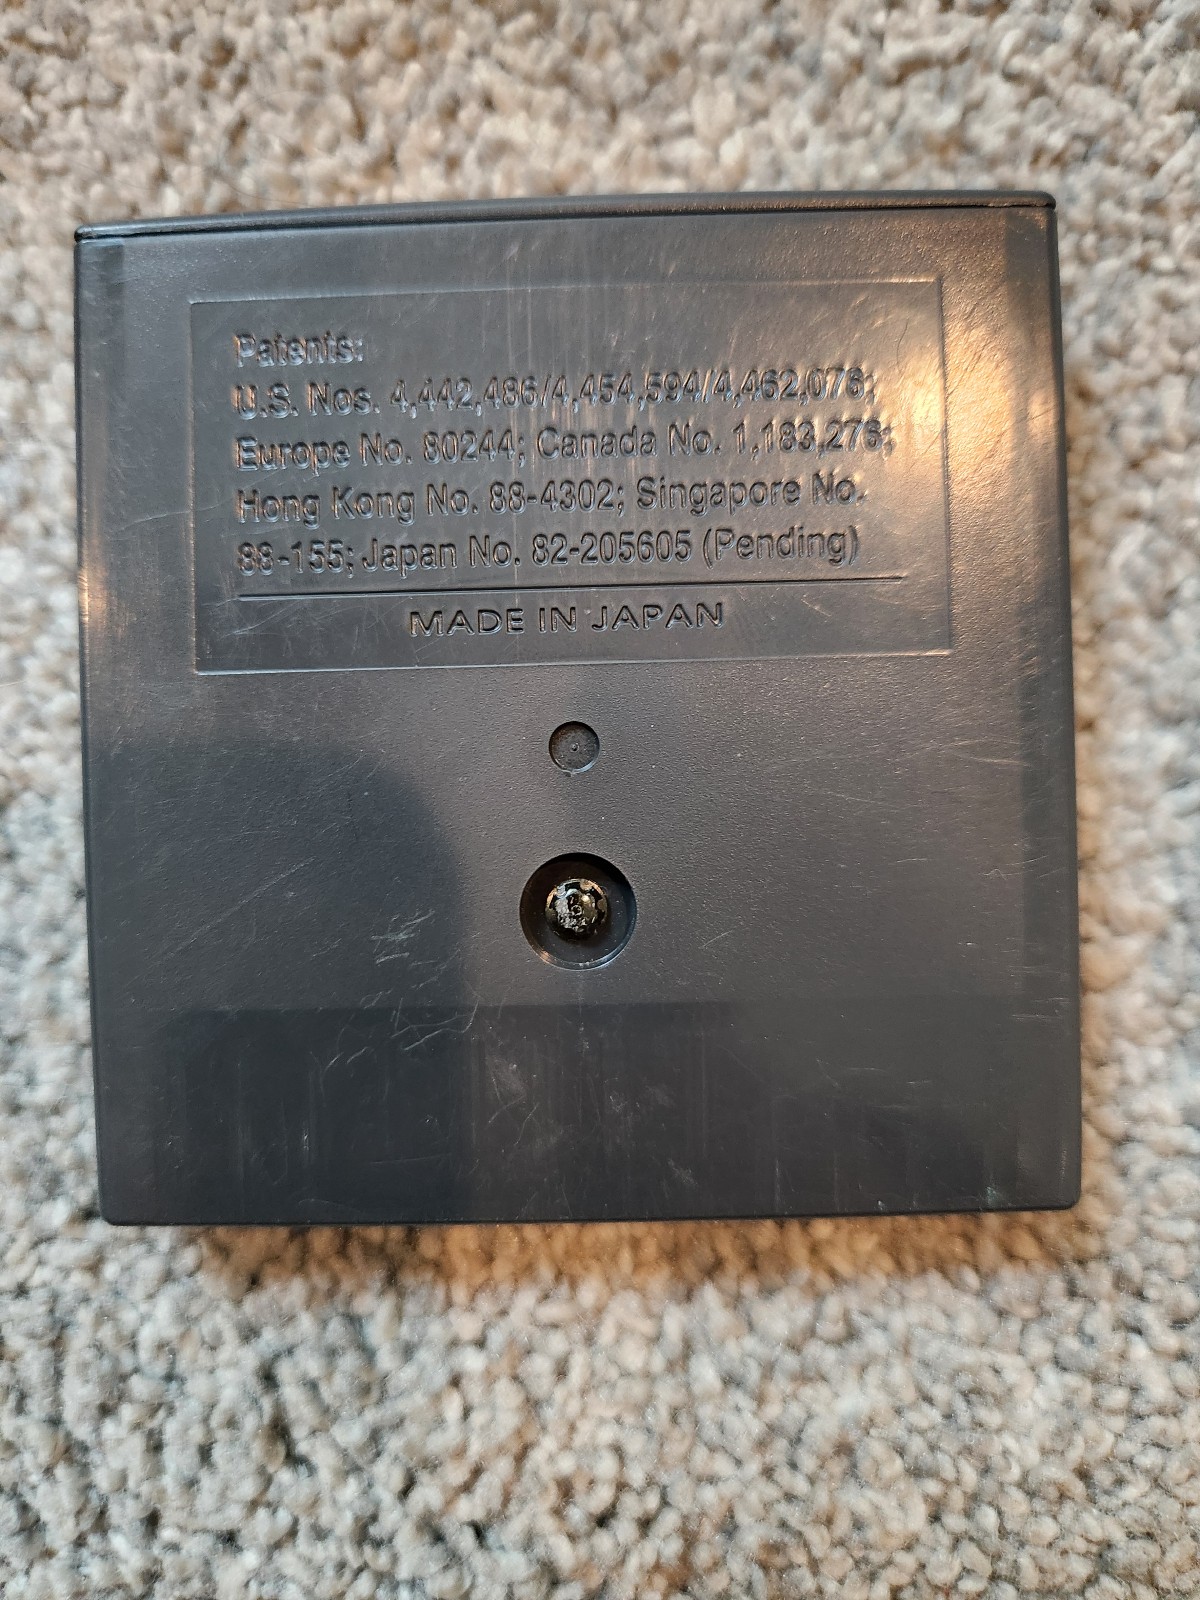 Patents:
U.S. Nos. 4,442,486/4,454,594/4,462,076;
Europe No. 80244; Canada No. 1,183,276;
Hong Kong No. 88-4302; Singapore No.
88-155; Japan No. 82-205605 (Pending)
MADE IN JAPAN